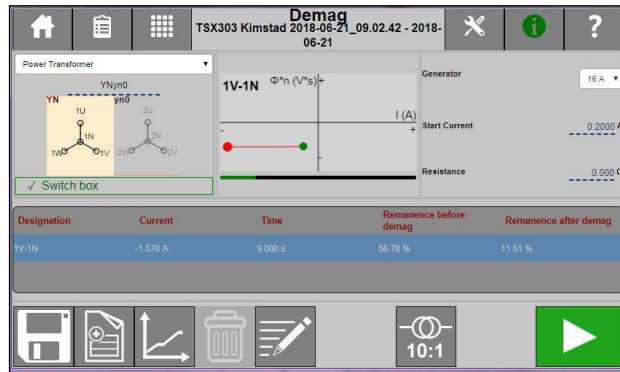 Demag
TSX303 Kimstad 2018-06-21_09.02.42 - 2018-
06-21
i
?
Power Transformer
YNyn0
YN
yn0
1U
1N
1W
1V
2U
2N
2W
2V
✓ Switch box
1V-1N
Φ*n (V*s)
+
I (A)
-
+
-
Generator
16 A
Start Current
0.2000 A
Resistance
0.000 Ω
Designation
Current
Time
Remanence before
demag
Remanence after demag
1V-1N
-1.570 A
9.000 s
56.78 %
11.51 %
10:1